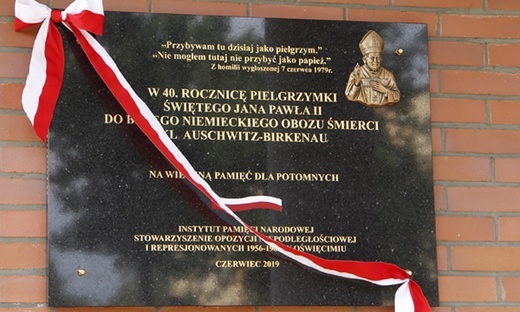 „Przybywam tu dzisiaj jako pielgrzym.”
„Nie mogłem tutaj nie przybyć jako papież.”
Z homilii wygłoszonej 7 czerwca 1979r.
W 40. ROCZNICĘ PIELGRZYMKI
ŚWIĘTEGO JANA PAWŁA II
DO NIEMIECKIEGO OBOZU ŚMIERCI
AUSCHWITZ-BIRKENAU
NA PAMIĘĆ DLA POTOMNYCH
INSTYTUT PAMIĘCI NARODOWEJ
STOWARZYSZENIE OPOZYCJI
I REPRESJONOWANYCH OŚWIĘCIMIU
CZERWIEC 2019